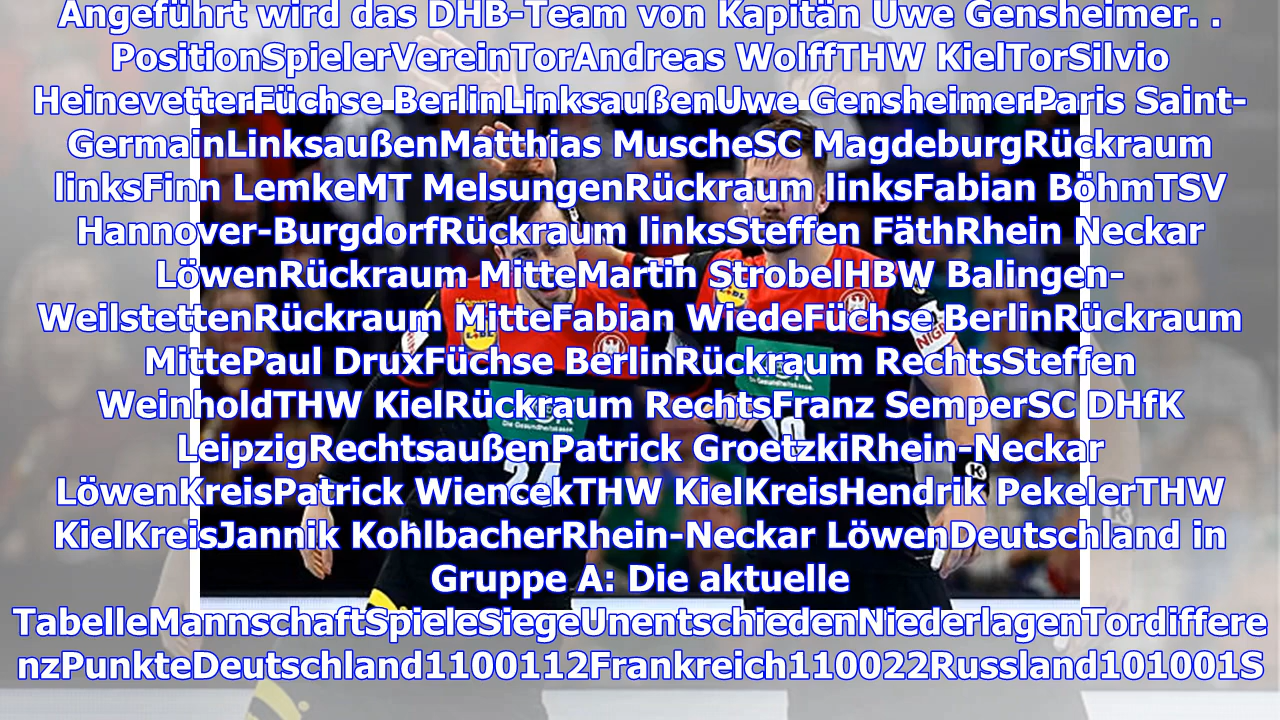 Angeführt wird das DHB-Team von Kapitän Uwe Gensheimer. .
PositionSpielerVereinTorAndreas WolffTHW KielTorSilvio
HeinevetterFüchse BerlinLinksaußenUwe GensheimerParis Saint-
GermainLinksaußenMatthias MuscheSC MagdeburgRückraum
linksFinn LemkeMT MelsungenRückraum linksFabian BöhmTSV
Hannover-BurgdorfRückraum linksSteffen FäthRhein Neckar
LöwenRückraum MitteMartin StrobelHBW Balingen-
WeilstettenRückraum MitteFabian WiedeFüchse BerlinRückraum
MittePaul DruxFüchse BerlinRückraum RechtsSteffen
WeinholdTHW KielRückraum RechtsFranz SemperSC DHfK
LeipzigRechtsaußenPatrick GroetzkiRhein-Neckar
LöwenKreisPatrick WiencekTHW KielKreisHendrik PekelerTHW
KielKreisJannik KohlbacherRhein-Neckar LöwenDeutschland in
Gruppe A: Die aktuelle
TabelleMannschaftSpieleSiegeUnentschiedenNiederlagenTordiffere
nzPunkteDeutschland1100112Frankreich110022Russland101001S